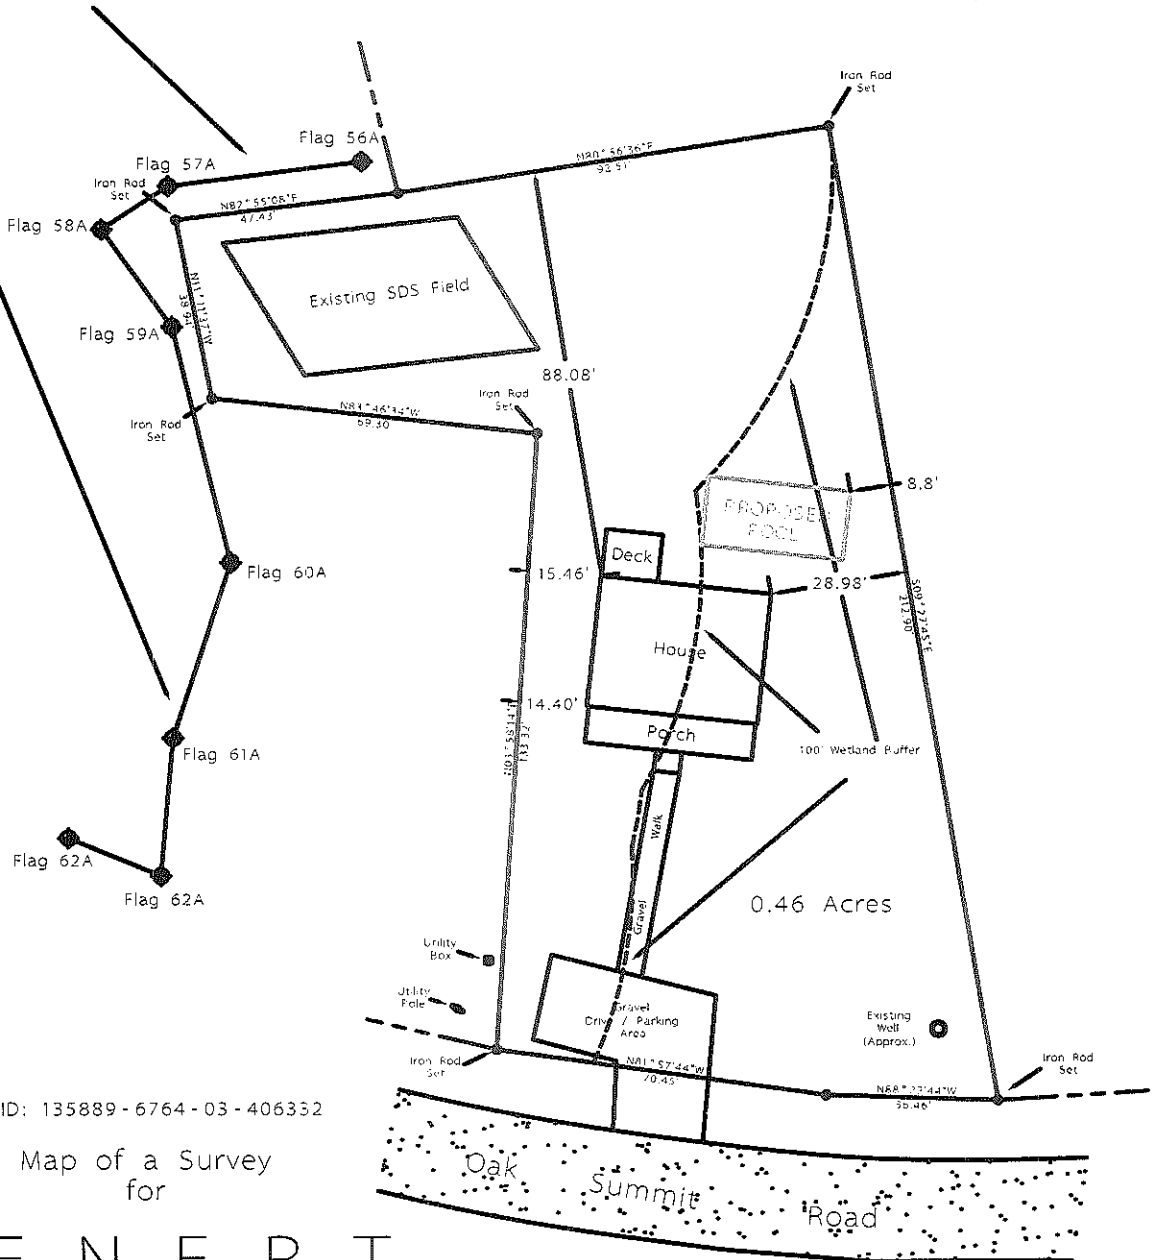 Iron Rod
Set
Flag 56A
Flag 57A
Iron Rod
Set
N80°56'36"E
92.51'
N82°55'08"E
47.43'
Flag 58A
Existing SDS Field
N11°11'37"W
38.94'
Flag 59A
88.08'
Iron Rod
Set
N83°46'34"W
69.30'
Iron Rod
Set
8.8'
PROPOSED
POOL
Deck
15.46'
Flag 60A
28.98'
S09°27'45"E
212.90'
House
14.40'
133.32'
Porch
100' Wetland Buffer
Flag 61A
Walk
Flag 62A
Flag 62A
0.46 Acres
Gravel
Utility
Box
Utility
Pole
Gravel
Drive / Parking
Area
Existing
Well
(Approx.)
Iron Rod
Set
N81°57'44"W
70.45'
Iron Rod
Set
N88°23'44"W
36.46'
ID: 135889-6764-03-406332
Map of a Survey
for
E N E R T
Oak Summit Road